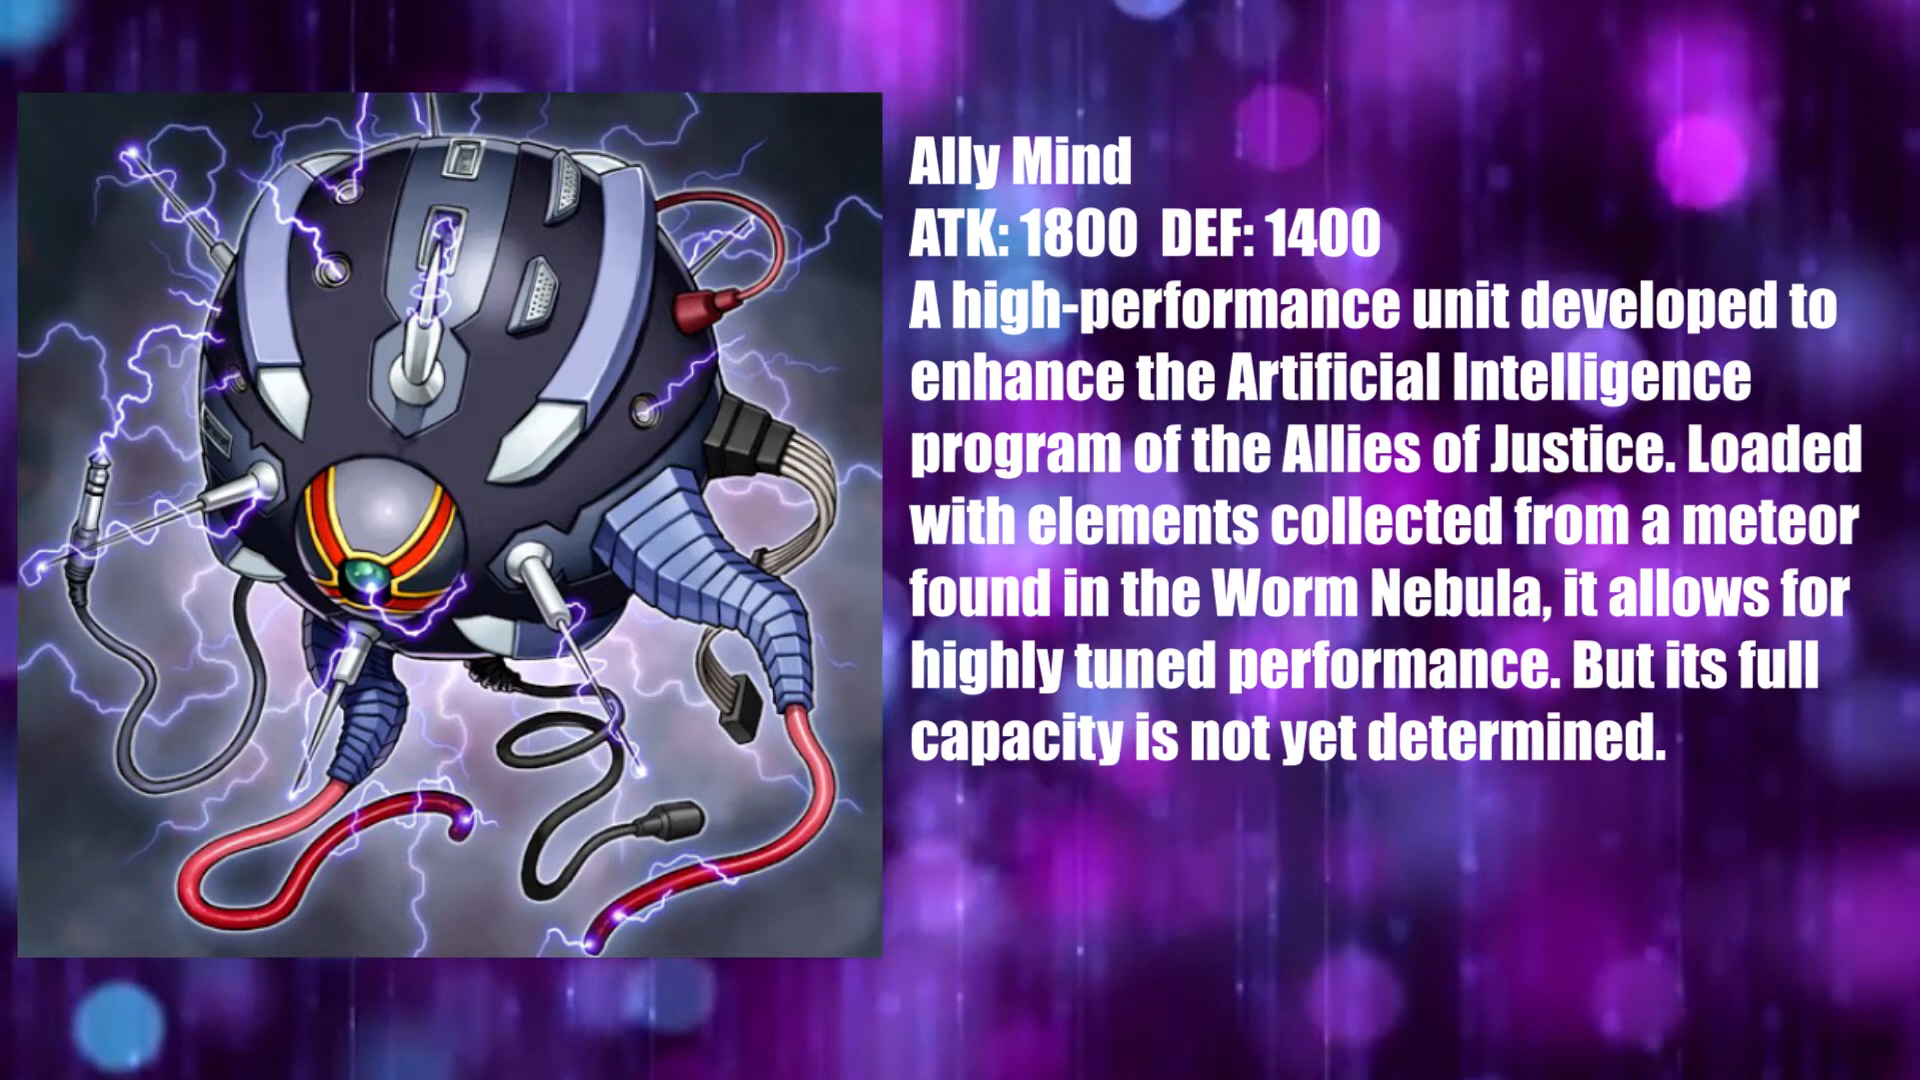 Ally Mind
ATK: 1800  DEF: 1400
A high-performance unit developed to
enhance the Artificial Intelligence
program of the Allies of Justice. Loaded
with elements collected from a meteor
found in the Worm Nebula, it allows for
highly tuned performance. But its full
capacity is not yet determined.